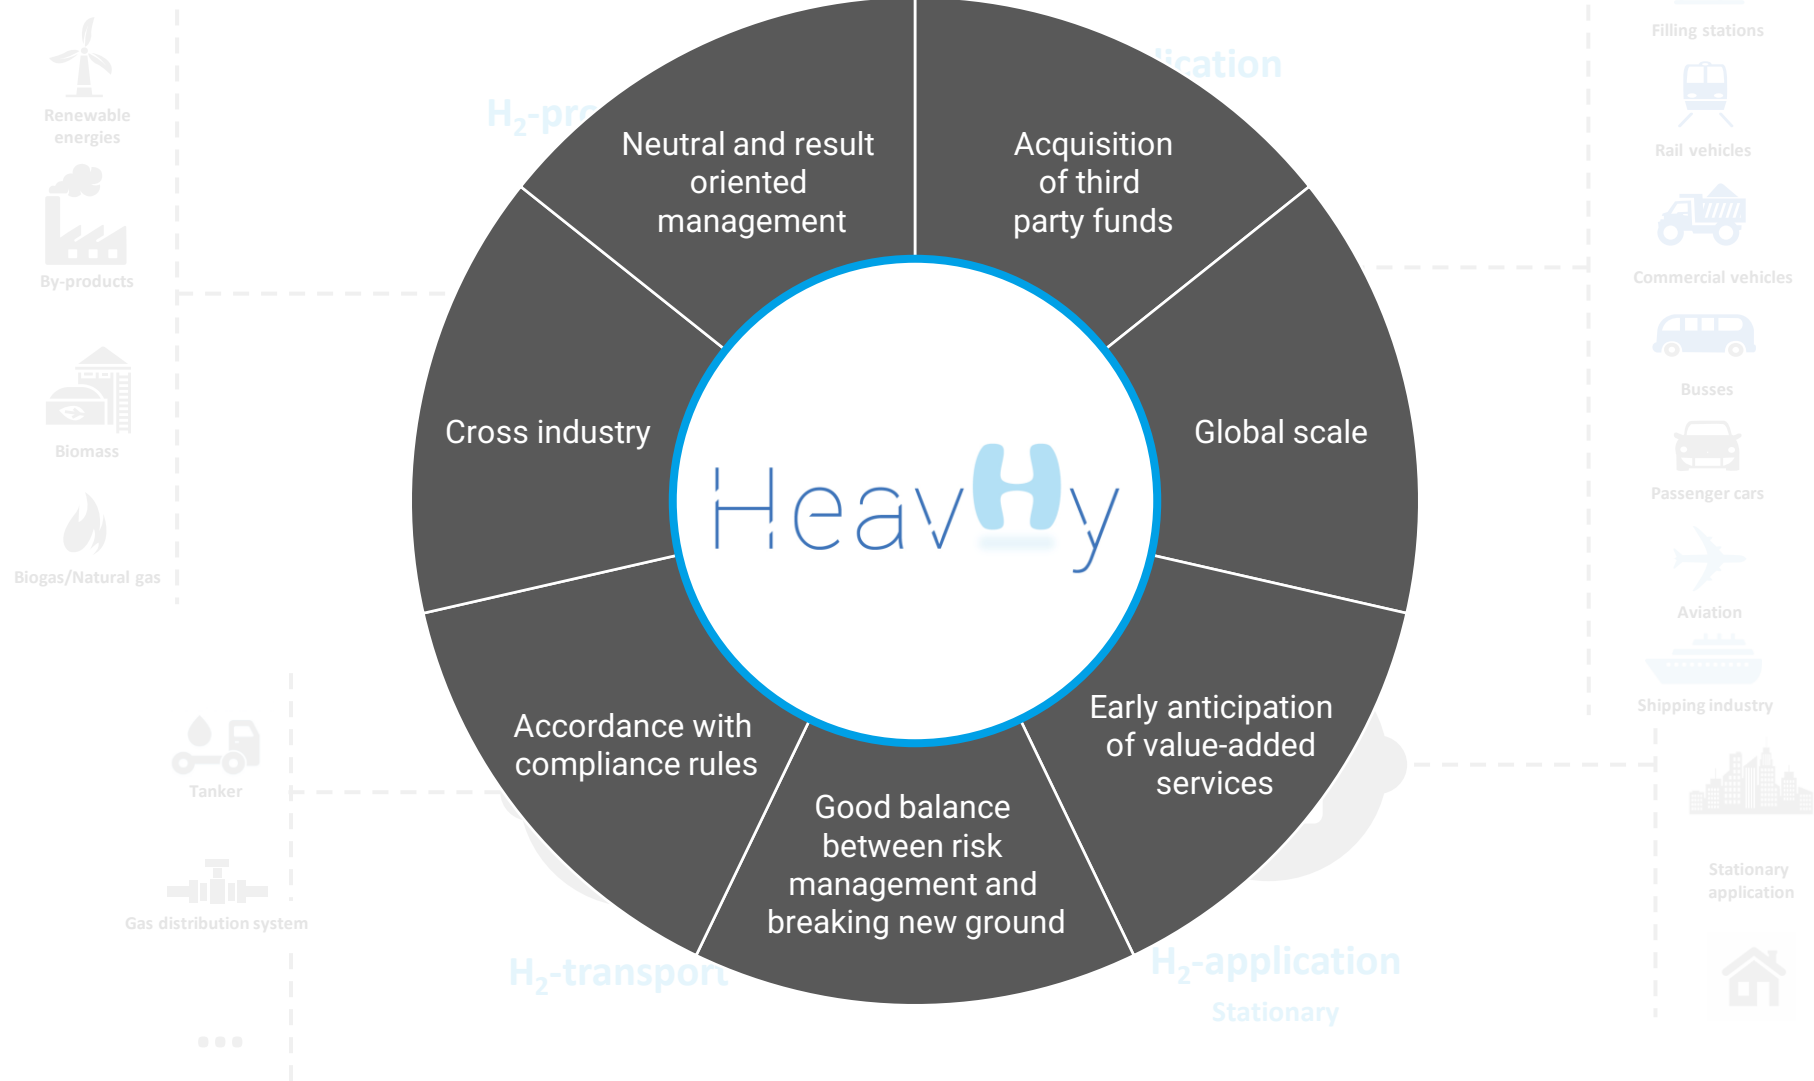 Renewable
energies
By-products
Biomass
Biogas/Natural gas
Tanker
Gas distribution system
...
H₂-transport
Neutral and result
oriented
management
Acquisition
of third
party funds
Cross industry
Global scale
HeavHy
Accordance with
compliance rules
Early anticipation
of value-added
services
Good balance
between risk
management and
breaking new ground
H₂-application
Stationary
Filling stations
Rail vehicles
Commercial vehicles
Busses
Passenger cars
Aviation
Shipping industry
Stationary
application